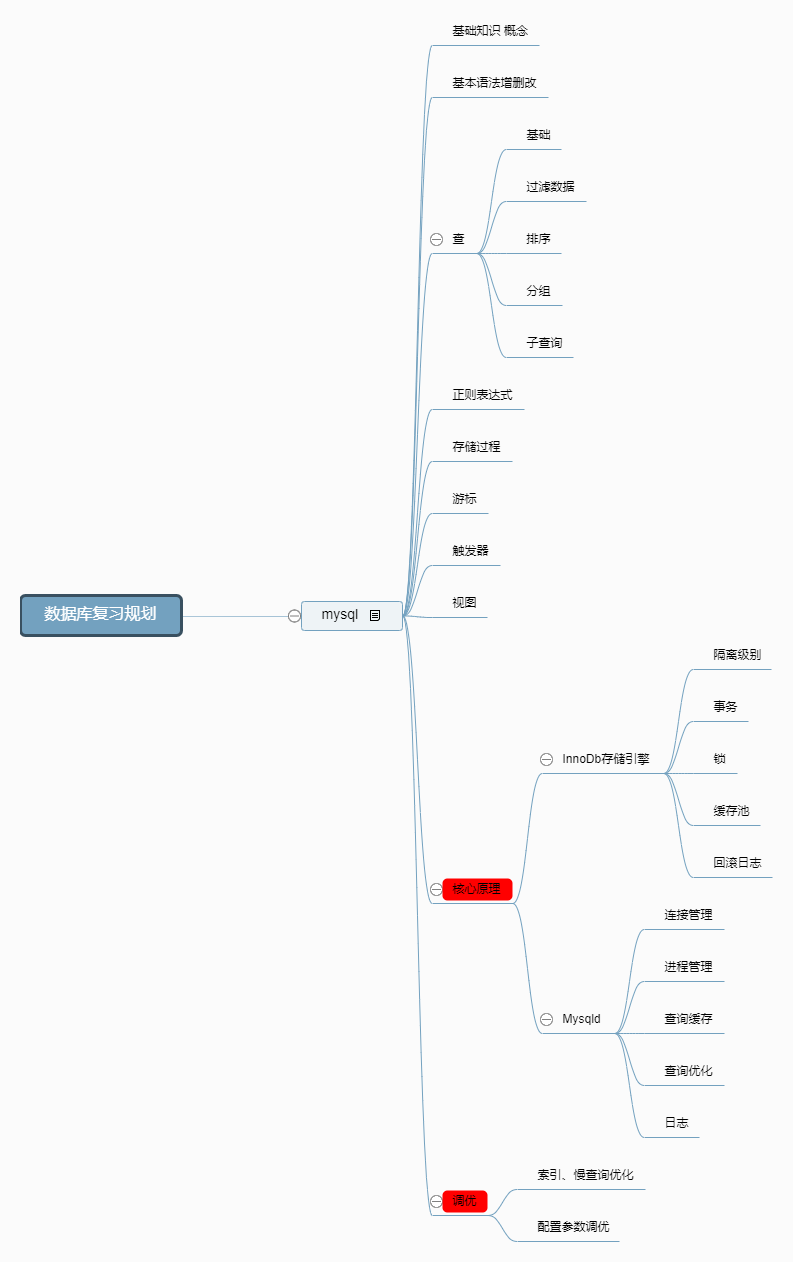 数据库复习规划
mysql
基础知识 概念
基本语法增删改
查
基础
过滤数据
排序
分组
子查询
正则表达式
存储过程
游标
触发器
视图
核心原理
InnoDb存储引擎
隔离级别
事务
锁
缓存池
回滚日志
Mysqld
连接管理
进程管理
查询缓存
查询优化
日志
调优
索引、慢查询优化
配置参数调优